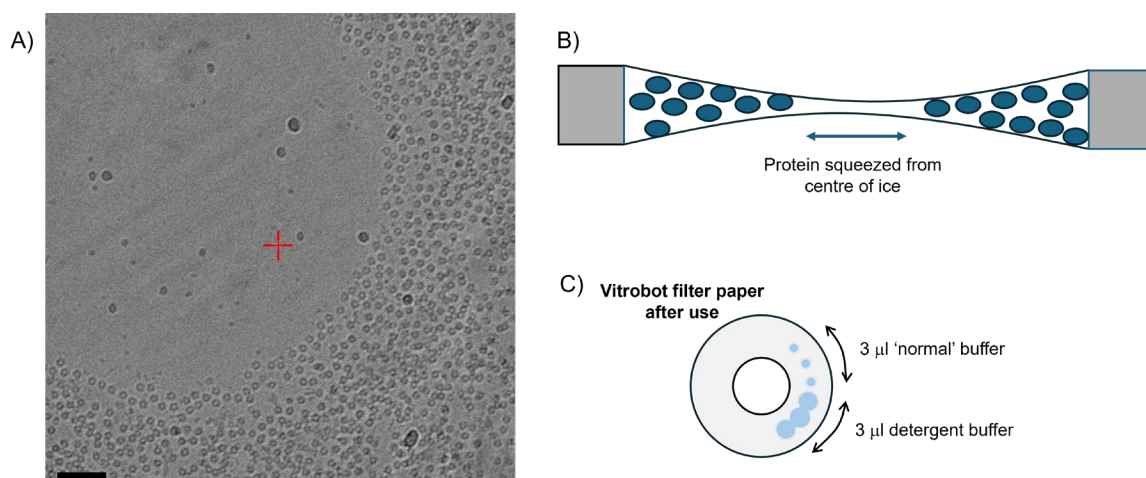 A)
B)
Protein squeezed from
centre of ice
C)
Vitrobot filter paper
after use
3 μl ‘normal’ buffer
3 μl detergent buffer